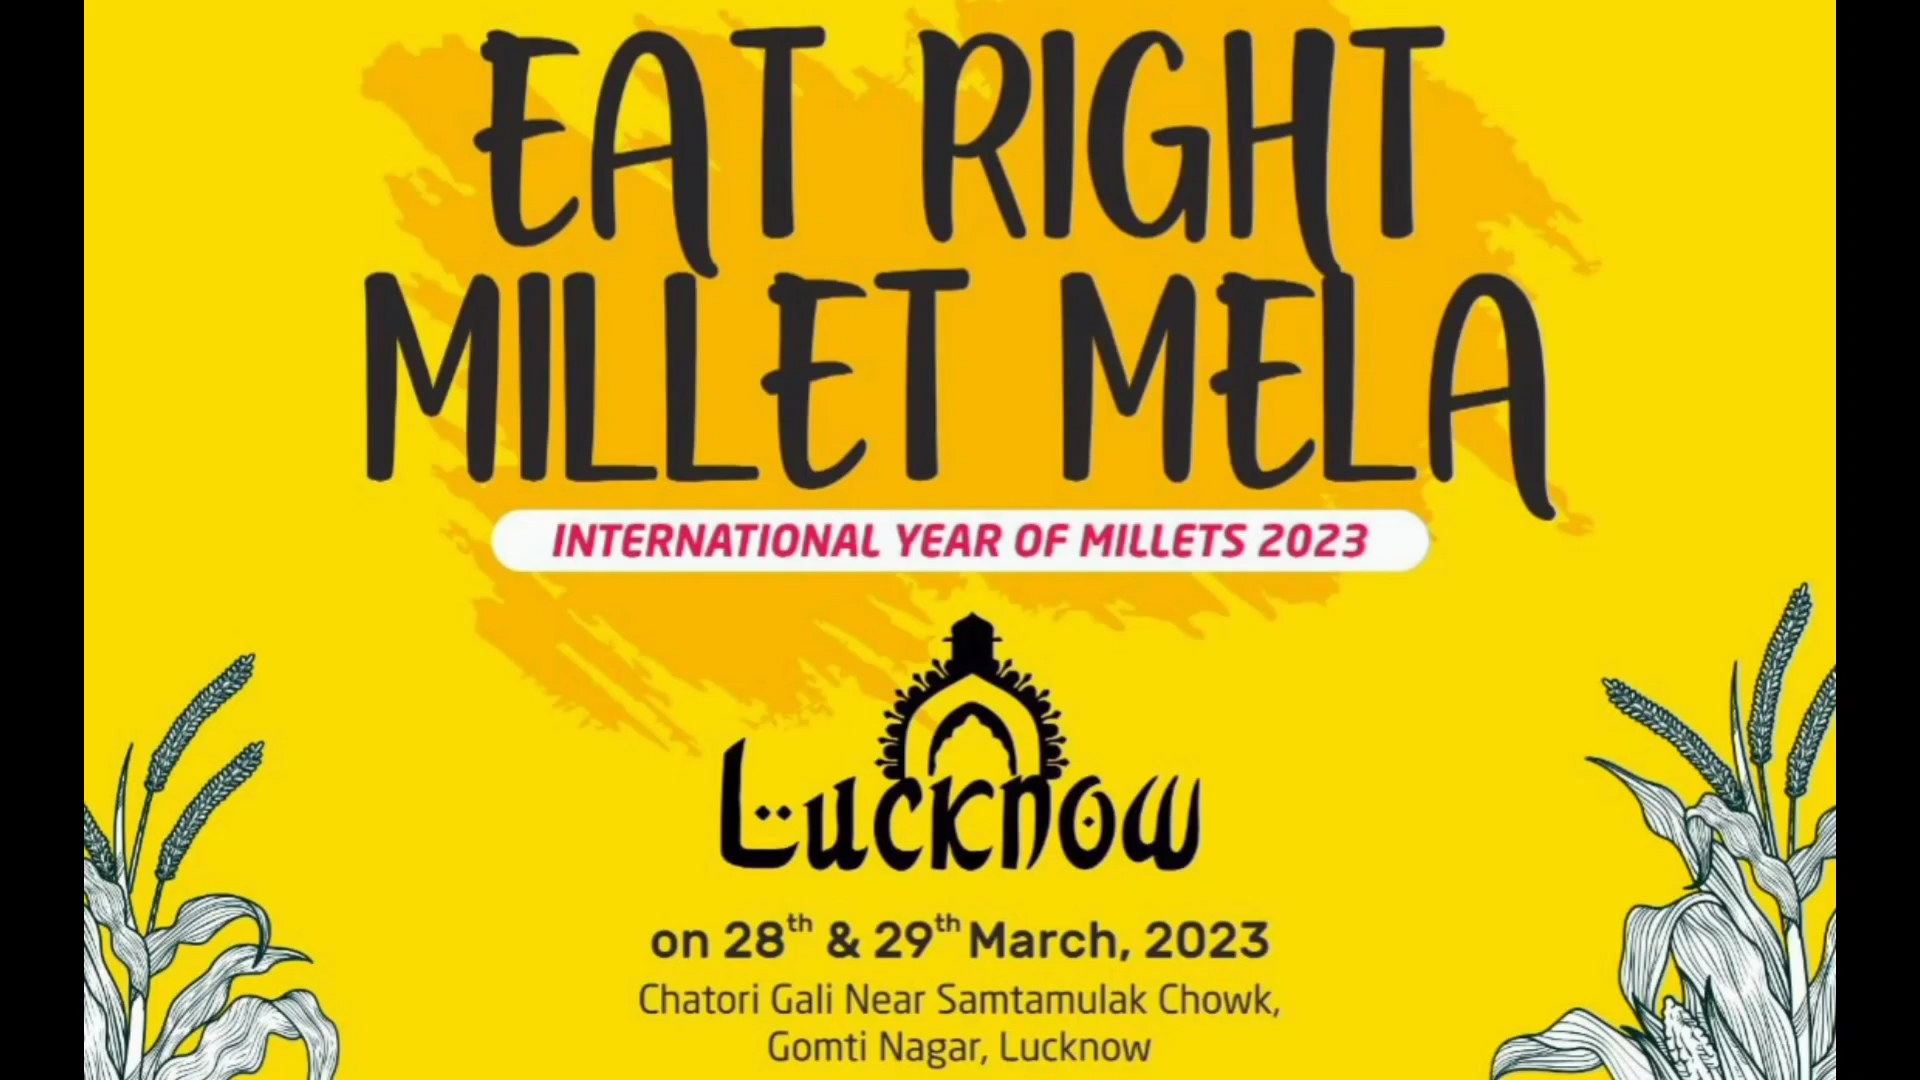 EAT RIGHT
MILLET MELA
INTERNATIONAL YEAR OF MILLETS 2023
Lucknow
on 28th & 29th March, 2023
Chatori Gali Near Samtamulak Chowk,
Gomti Nagar, Lucknow